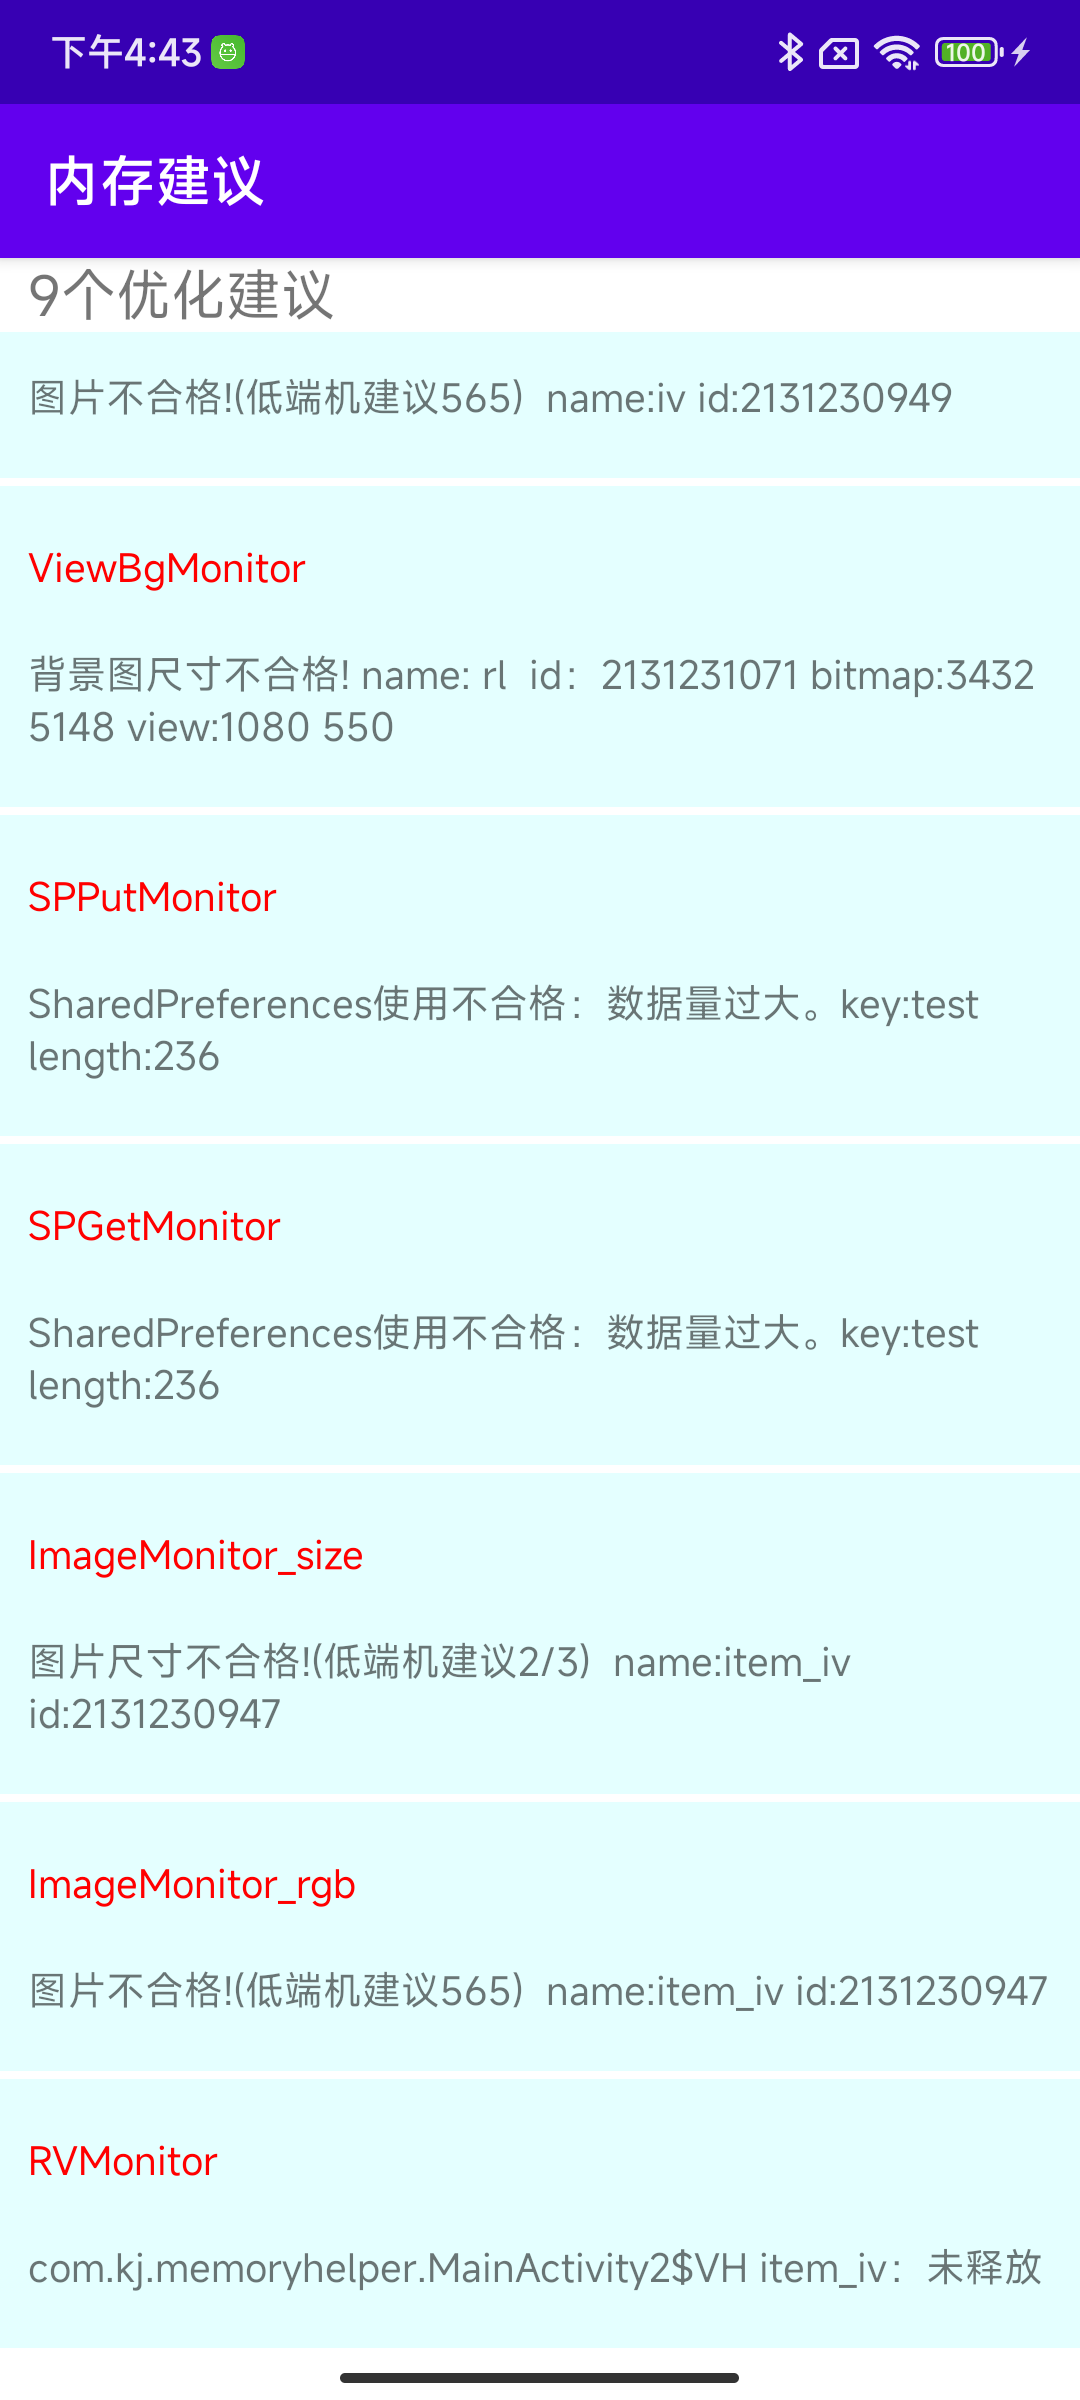 下午4:43
100
内存建议
9个优化建议
图片不合格!(低端机建议565)  name:iv id:2131230949
ViewBgMonitor
背景图尺寸不合格! name: rl  id：2131231071 bitmap:3432
5148 view:1080 550
SPPutMonitor
SharedPreferences使用不合格：数据量过大。key:test
length:236
SPGetMonitor
SharedPreferences使用不合格：数据量过大。key:test
length:236
ImageMonitor_size
图片尺寸不合格!(低端机建议2/3)  name:item_iv
id:2131230947
ImageMonitor_rgb
图片不合格!(低端机建议565)  name:item_iv id:2131230947
RVMonitor
com.kj.memoryhelper.MainActivity2$VH item_iv：未释放